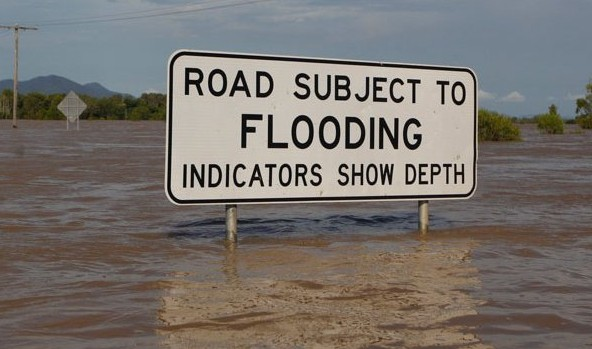 ROAD SUBJECT TO
FLOODING
INDICATORS SHOW DEPTH